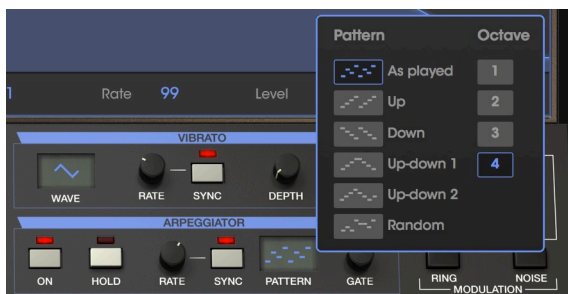 Pattern Octave
As played 1
Up 2
Down 3
Up-down 1 4
Up-down 2
Random
1 Rate 99 Level
VIBRATO
WAVE RATE SYNC DEPTH
ARPEGGIATOR
ON HOLD RATE SYNC PATTERN GATE
RING NOISE
MODULATION